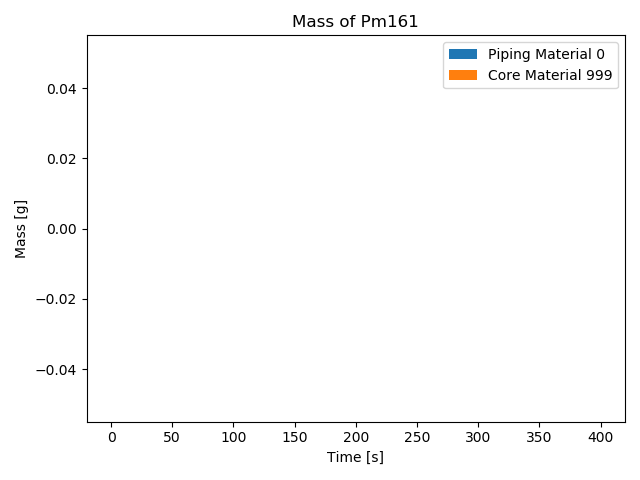 Mass of Pm161
Piping Material 0
Core Material 999
0.04
0.02
0.00
−0.02
−0.04
Mass [g]
0 50 100 150 200 250 300 350 400
Time [s]